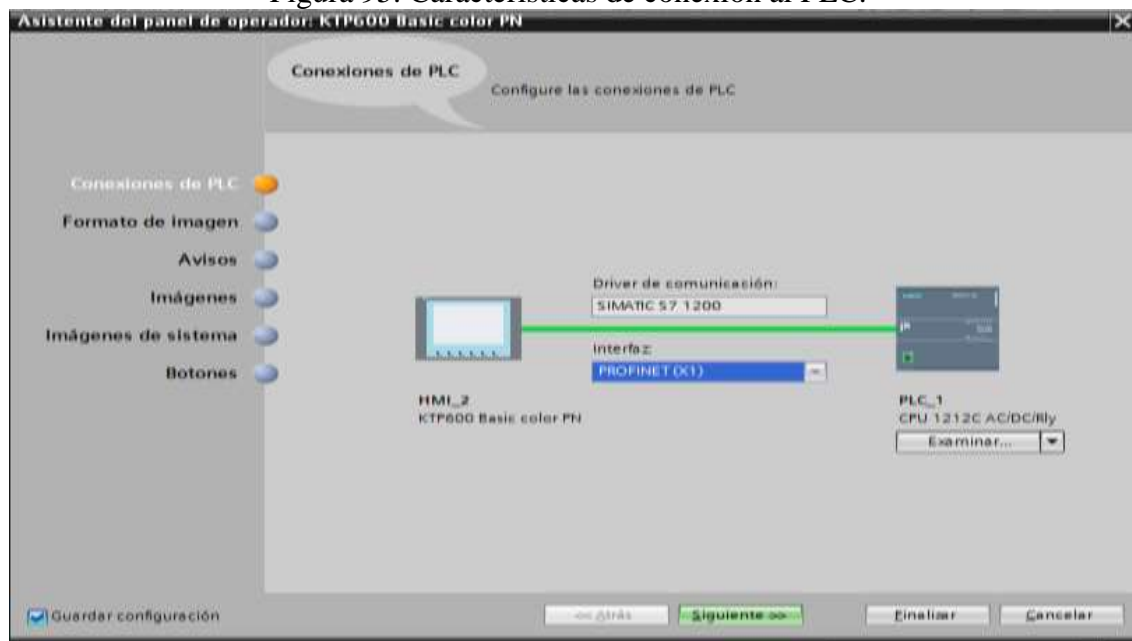 Figura 93: Características de conexión al PLC.
Asistente del panel de operador: KTP600 Basic color PN
Conexiones de PLC
Configure las conexiones de PLC
Conexiones de PLC
Formato de imagen
Avisos
Imágenes
Imágenes de sistema
Botones
Driver de comunicación:
SIMATIC S7 1200
Interfaz:
PROFINET (X1)
HMI_2
KTP600 Basic color PN
PLC_1
CPU 1212C AC/DC/Rly
Examinar...
Guardar configuración
<< Atrás
Siguiente >>
Finalizar
Cancelar